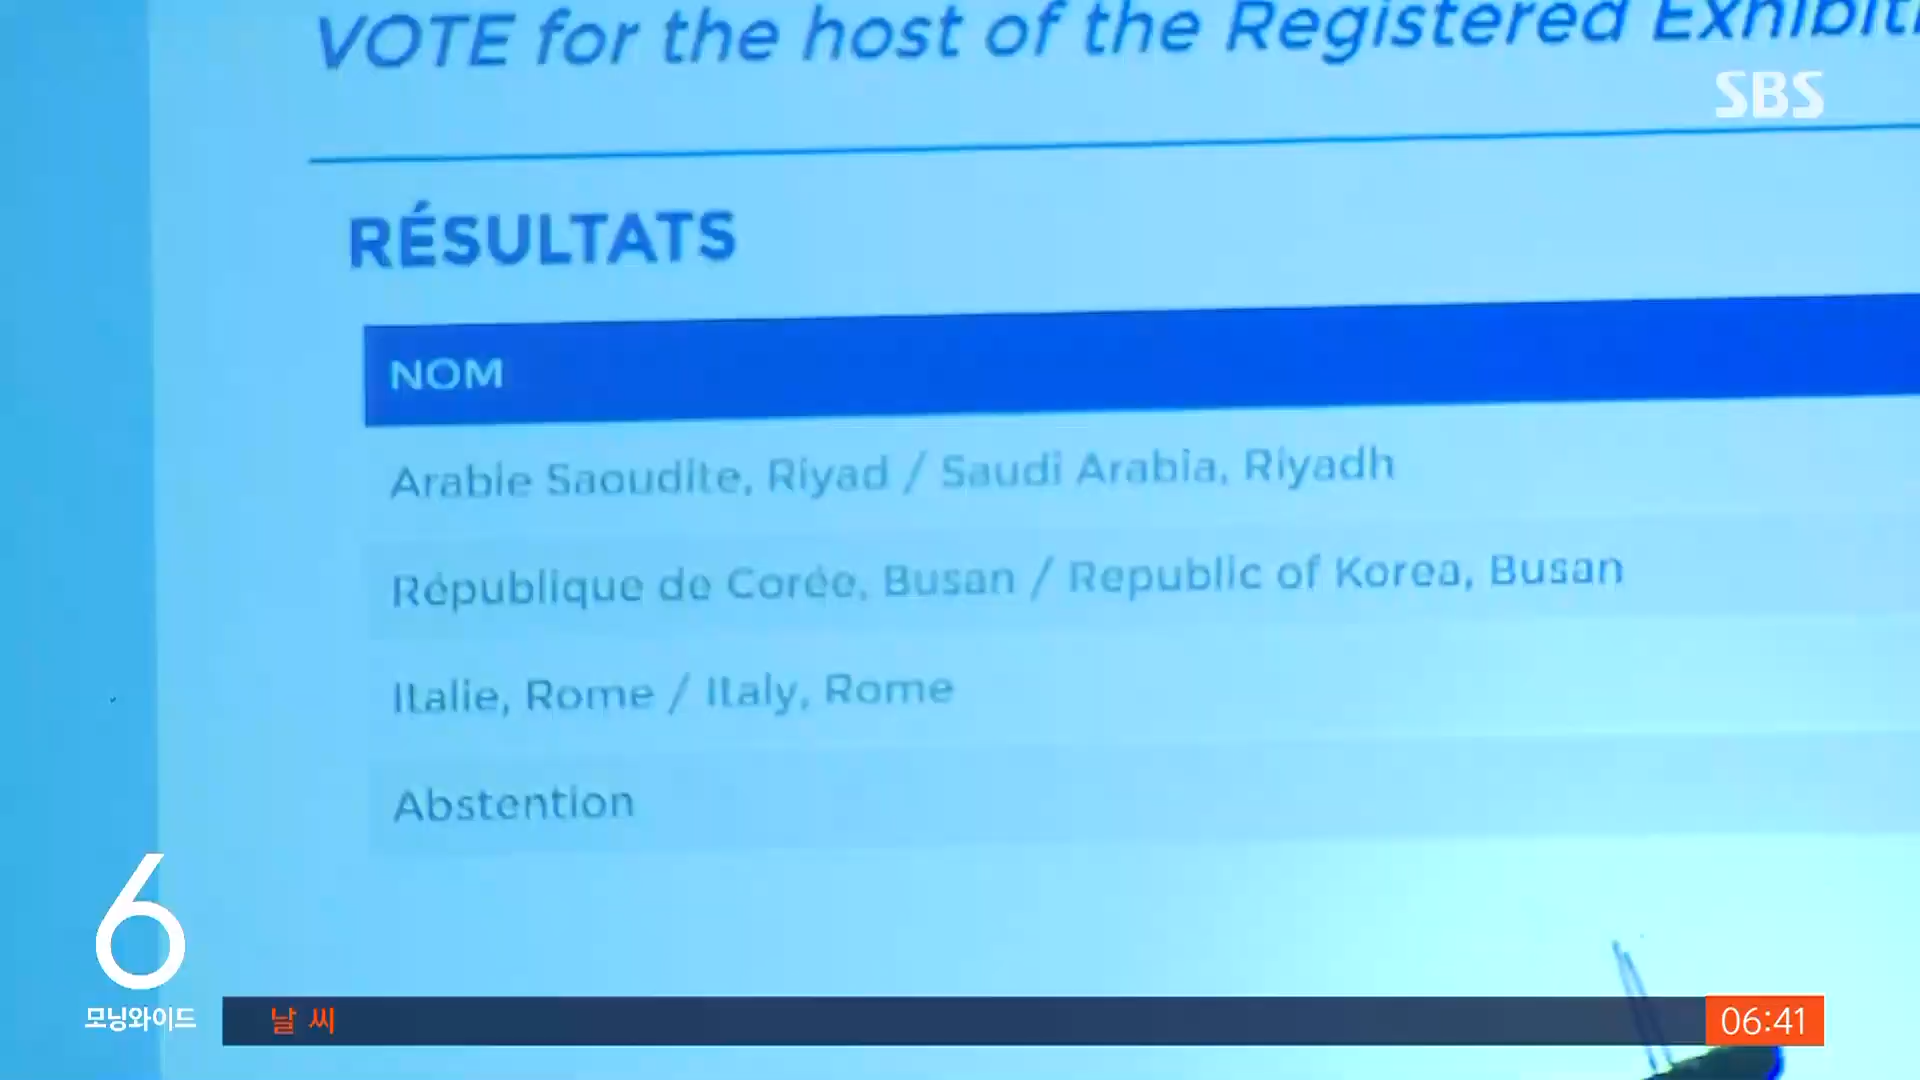 VOTE for the host of the Registered Exhibiti
SBS
RÉSULTATS
NOM
Arabie Saoudite, Riyad / Saudi Arabia, Riyadh
République de Corée, Busan / Republic of Korea, Busan
Italie, Rome / Italy, Rome
Abstention
6
모닝와이드
날 씨
06:41